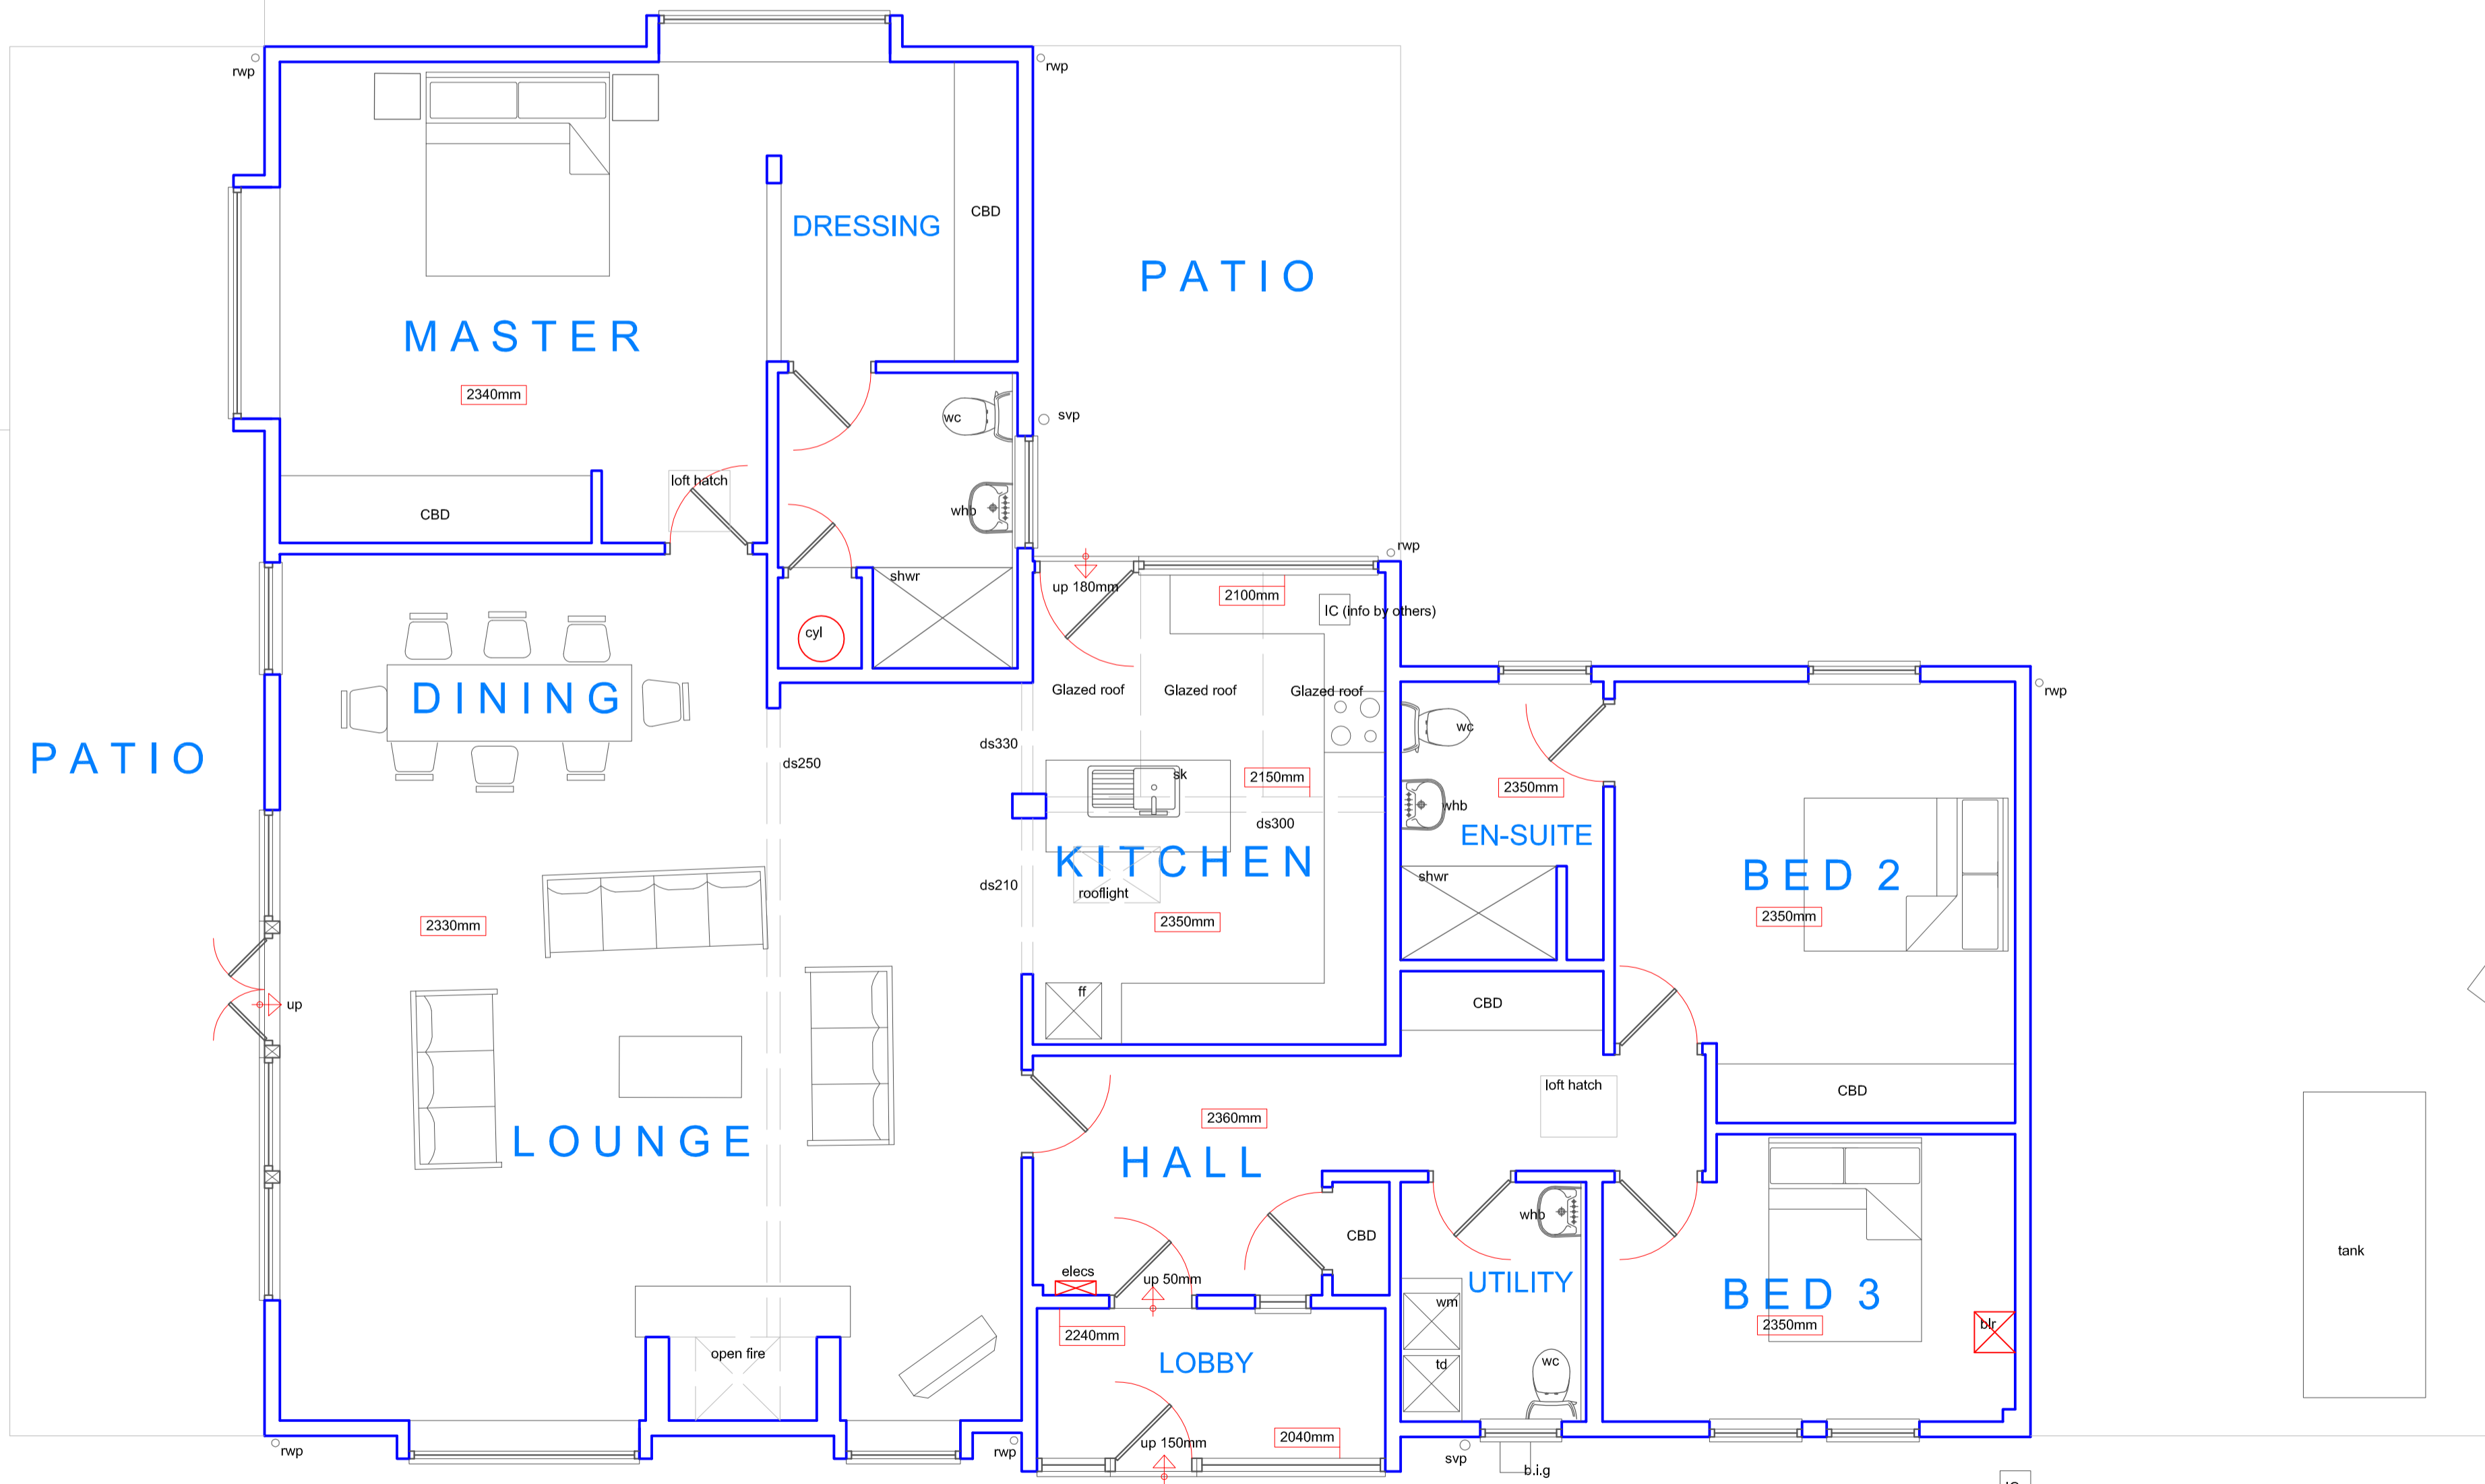 rwp
rwp
DRESSING
CBD
PATIO
MASTER
2340mm
wc
svp
loft hatch
CBD
whb
rwp
shwr
up 180mm
2100mm
IC (info by others)
cyl
DINING
Glazed roof
Glazed roof
Glazed roof
rwp
PATIO
ds330
ds250
wc
sk
2150mm
2350mm
whb
ds300
EN-SUITE
KITCHEN
BED 2
ds210
rooflight
shwr
2330mm
2350mm
2350mm
ff
up
CBD
loft hatch
CBD
2360mm
LOUNGE
HALL
whb
CBD
tank
elecs
up 50mm
UTILITY
BED 3
wm
2240mm
2350mm
blr
open fire
LOBBY
td
wc
rwp
rwp
up 150mm
2040mm
svp
b.i.g